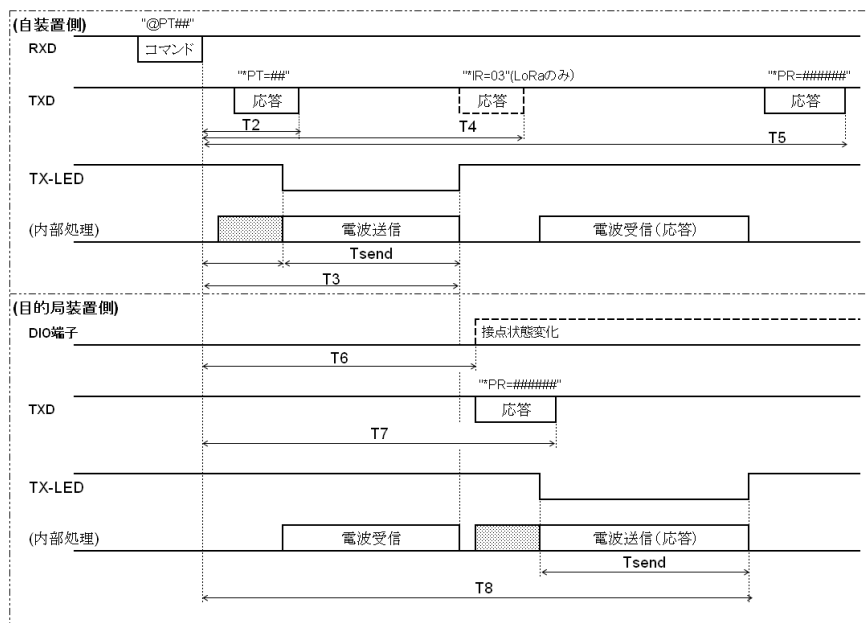 (自装置側)
"@PT##"
RXD
コマンド
"*PT=##"
"*IR=03"(LoRaのみ)
"*PR=######"
TXD
応答
応答
応答
T2
T4
T5
TX-LED
(内部処理)
電波送信
電波受信(応答)
Tsend
T3
(目的局装置側)
DIO端子
接点状態変化
T6
"*PR=######"
TXD
応答
T7
TX-LED
(内部処理)
電波受信
電波送信(応答)
Tsend
T8